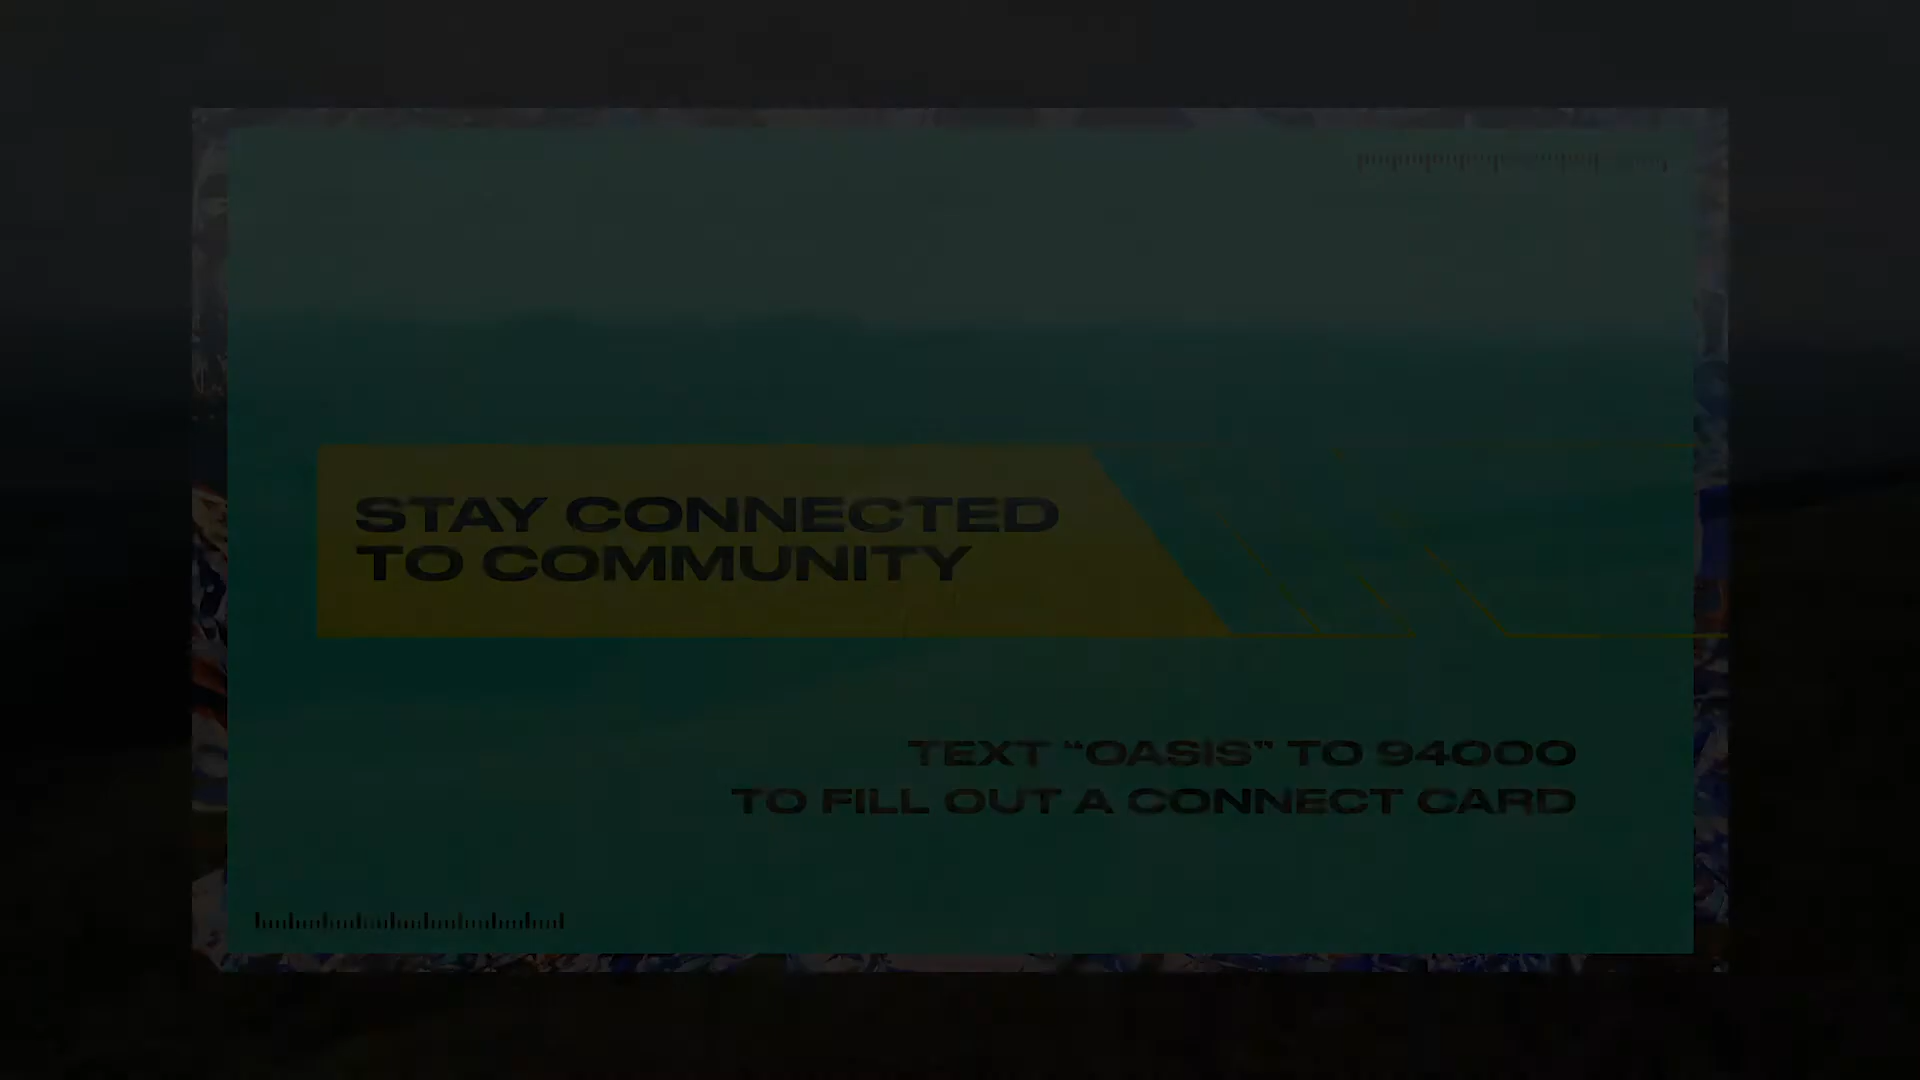 STAY CONNECTED
TO COMMUNITY
TEXT “OASIS” TO 94000
TO FILL OUT A CONNECT CARD